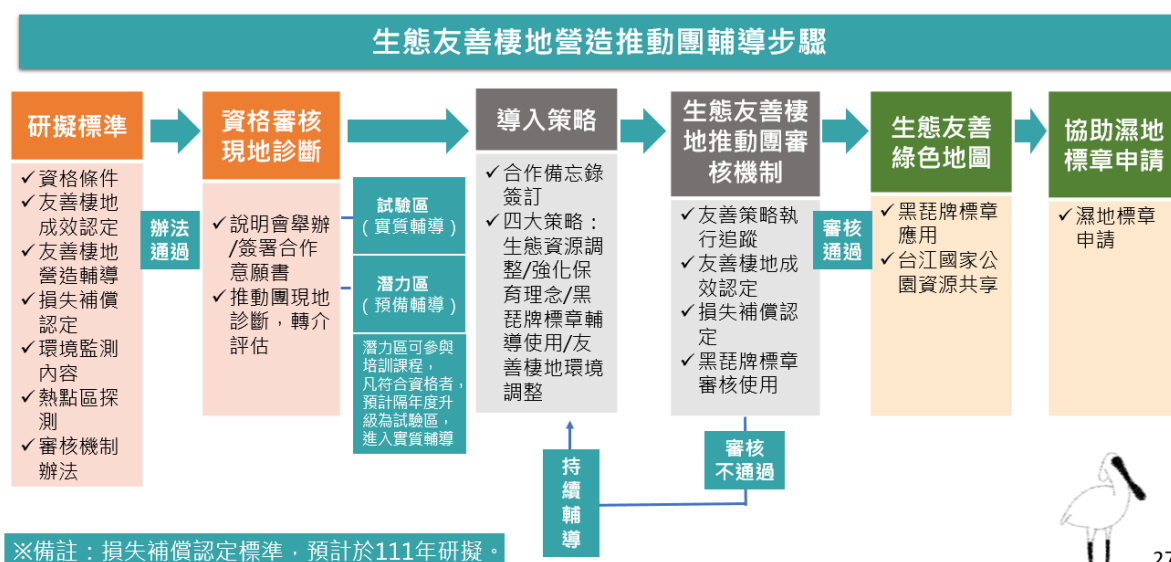 生態友善棲地營造推動團輔導步驟
研擬標準
✓資格條件
✓友善棲地
成效認定
✓友善棲地
營造輔導
✓損失補償
認定
✓環境監測
內容
✓熱點區探
測
✓審核機制
辦法
辦法
通過
資格審核
現地診斷
✓說明會舉辦
/簽署合作
意願書
✓推動團現地
診斷，轉介
評估
試驗區
（實質輔導）
潛力區
（預備輔導）
潛力區可參與
培訓課程，
凡符合資格者，
預計隔年度升
級為試驗區，
進入實質輔導
導入策略
✓合作備忘錄
簽訂
✓四大策略：
生態資源調
整/強化保
育理念/黑
琵牌標章輔
導使用/友
善棲地環境
調整
持
續
輔
導
生態友善棲
地推動團審
核機制
✓友善策略執
行追蹤
✓友善棲地成
效認定
✓損失補償認
定
✓黑琵牌標章
審核使用
審核
不通過
審核
通過
生態友善
綠色地圖
✓黑琵牌標章
應用
✓台江國家公
園資源共享
協助濕地
標章申請
✓濕地標章
申請
※備註：損失補償認定標準，預計於111年研擬。
27